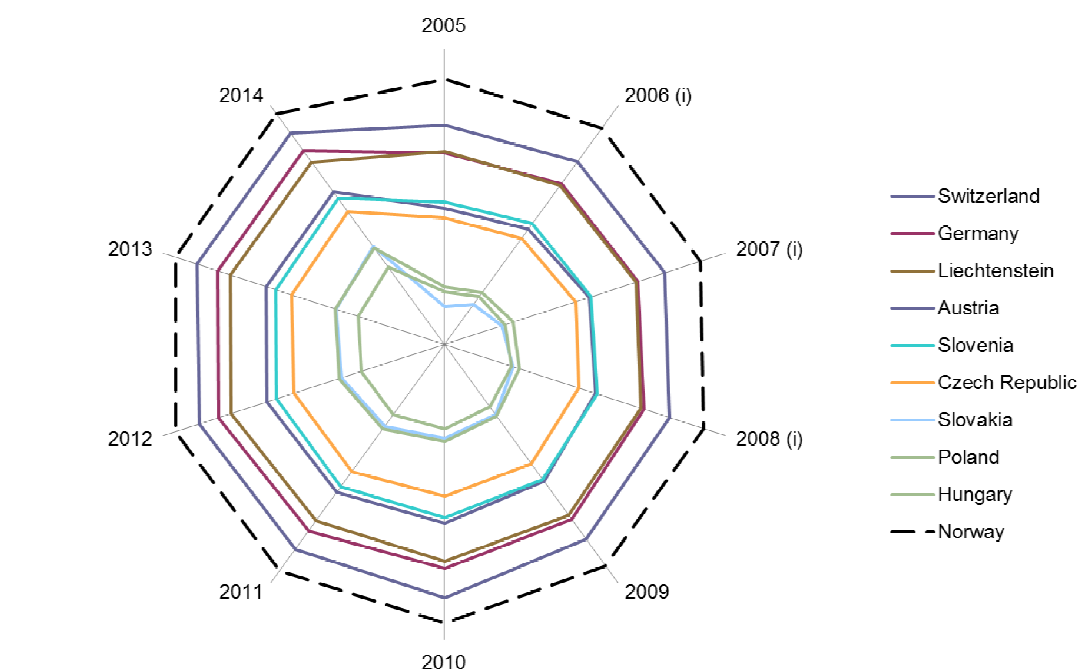 2005
2006 (i)
2007 (i)
2008 (i)
2009
2010
2011
2012
2013
2014
Switzerland
Germany
Liechtenstein
Austria
Slovenia
Czech Republic
Slovakia
Poland
Hungary
Norway